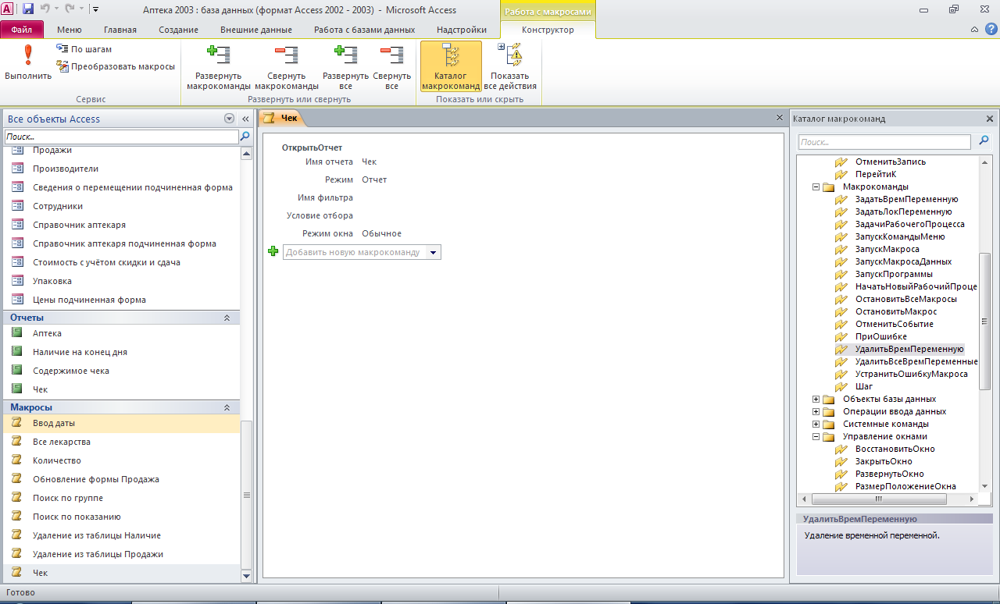 Аптека 2003 : база данных (формат Access 2002 - 2003) - Microsoft Access
Работа с макросами
Файл Меню Главная Создание Внешние данные Работа с базами данных Надстройки Конструктор
Выполнить
По шагам
Преобразовать макросы
Сервис
Развернуть макрокоманды
Свернуть макрокоманды
Развернуть все
Свернуть все
Развернуть или свернуть
Каталог макрокоманд
Показать все действия
Показать или скрыть
Все объекты Access
Поиск...
Продажи
Производители
Сведения о перемещении подчиненная форма
Сотрудники
Справочник аптекаря
Справочник аптекаря подчиненная форма
Стоимость с учётом скидки и сдача
Упаковка
Цены подчиненная форма
Отчеты
Аптека
Наличие на конец дня
Содержимое чека
Чек
Макросы
Ввод даты
Все лекарства
Количество
Обновление формы Продажа
Поиск по группе
Поиск по показанию
Удаление из таблицы Наличие
Удаление из таблицы Продажи
Чек
Чек
ОткрытьОтчет
Имя отчета Чек
Режим Отчет
Имя фильтра
Условие отбора
Режим окна Обычное
Добавить новую макрокоманду
Каталог макрокоманд
Поиск...
ОтменитьЗапись
ПерейтиК
Макрокоманды
ЗадатьВремПеременную
ЗадатьЛокПеременную
ЗадачиРабочегоПроцесса
ЗапускКомандыМеню
ЗапускМакроса
ЗапускМакросаДанных
ЗапускПрограммы
НачатьНовыйРабочийПроце
ОстановитьВсеМакросы
ОстановитьМакрос
ОтменитьСобытие
ПриОшибке
УдалитьВремПеременную
УдалитьВсеВремПеременные
УстранитьОшибкуМакроса
Шаг
Объекты базы данных
Операции ввода данных
Системные команды
Управление окнами
ВосстановитьОкно
ЗакрытьОкно
РазвернутьОкно
РазмерПоложениеОкна
УдалитьВремПеременную
Удаление временной переменной.
Готово